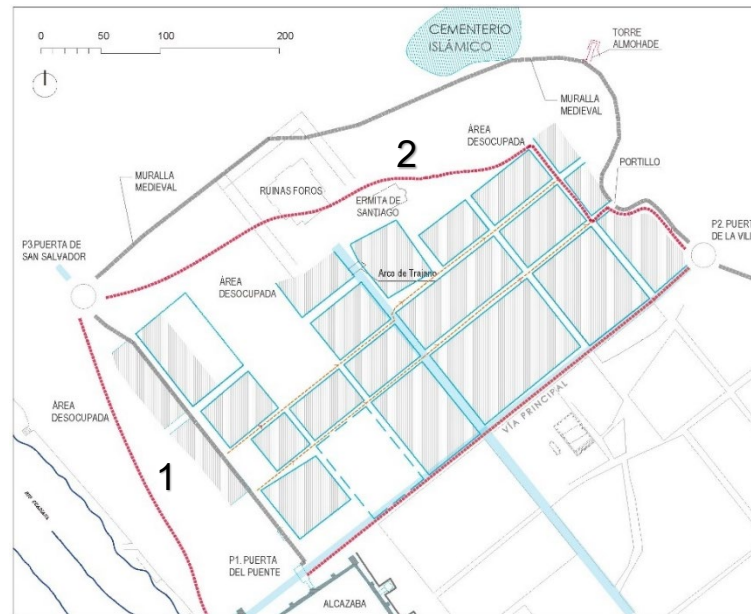 0 50 100 200
CEMENTERIO
ISLÁMICO
TORRE
ALMOHADE
MURALLA
MEDIEVAL
ÁREA
DESOCUPADA
2
PORTILLO
MURALLA
MEDIEVAL
RUINAS FOROS
ERMITA DE
SANTIAGO
P2. PUERTA
DE LA VILL
P3.PUERTA DE
SAN SALVADOR
ÁREA
DESOCUPADA
Arco de Trajano
ÁREA
DESOCUPADA
VÍA PRINCIPAL
1
P1. PUERTA
DEL PUENTE
ALCAZABA